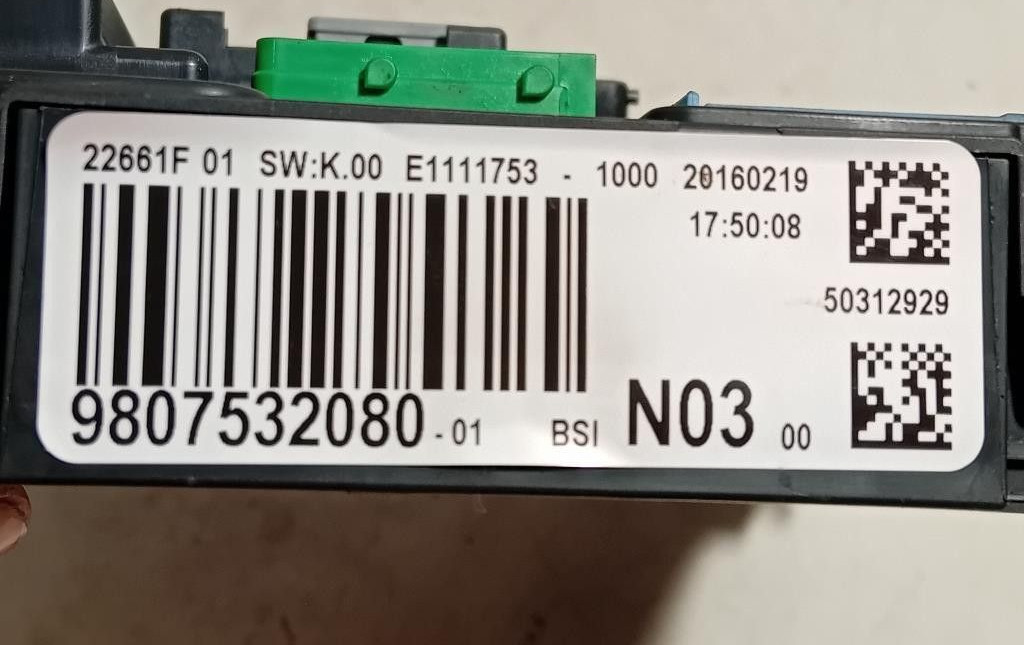 22661F 01 SW:K.00 E1111753 - 1000 20160219
17:50:08
50312929
9807532080 - 01 BSI N03 00